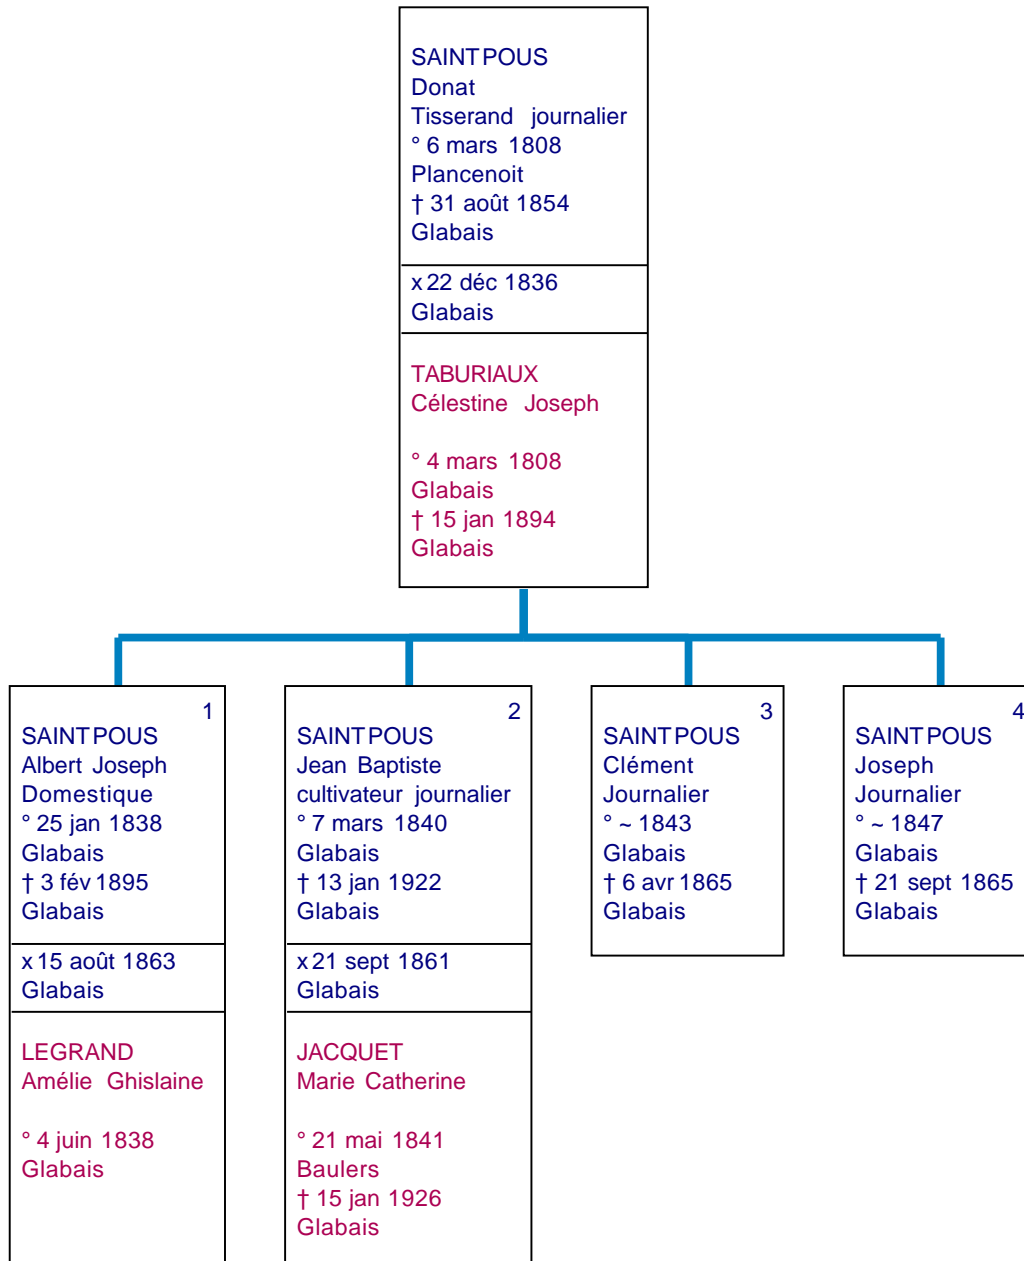 SAINTPOUS
Donat
Tisserand journalier
° 6 mars 1808
Plancenoit
† 31 août 1854
Glabais
x 22 déc 1836
Glabais
TABURIAUX
Célestine Joseph
° 4 mars 1808
Glabais
† 15 jan 1894
Glabais
1
SAINTPOUS
Albert Joseph
Domestique
° 25 jan 1838
Glabais
† 3 fév 1895
Glabais
x 15 août 1863
Glabais
LEGRAND
Amélie Ghislaine
° 4 juin 1838
Glabais
2
SAINTPOUS
Jean Baptiste
cultivateur journalier
° 7 mars 1840
Glabais
† 13 jan 1922
Glabais
x 21 sept 1861
Glabais
JACQUET
Marie Catherine
° 21 mai 1841
Baulers
† 15 jan 1926
Glabais
3
SAINTPOUS
Clément
Journalier
° ~ 1843
Glabais
† 6 avr 1865
Glabais
4
SAINTPOUS
Joseph
Journalier
° ~ 1847
Glabais
† 21 sept 1865
Glabais